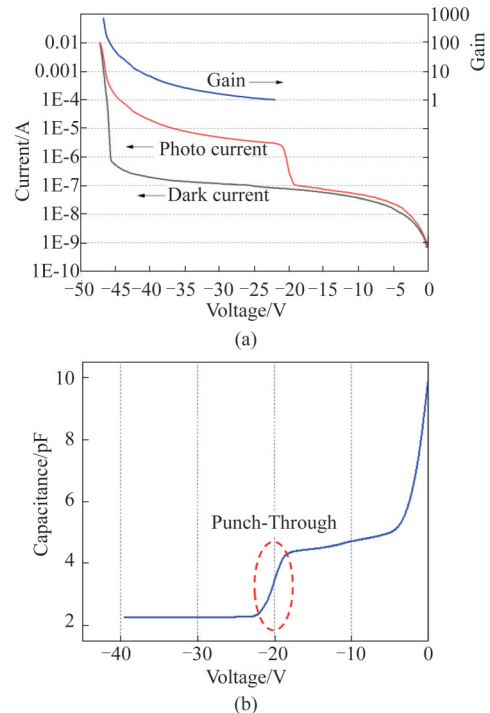 0.01
0.001
1E-4
1E-5
1E-6
1E-7
1E-8
1E-9
1E-10
Current/A
1000
100
10
1
Gain
Gain
Photo current
Dark current
−50 −45 −40 −35 −30 −25 −20 −15 −10 −5 0
Voltage/V
(a)
10
8
6
4
2
Capacitance/pF
Punch-Through
−40 −30 −20 −10 0
Voltage/V
(b)